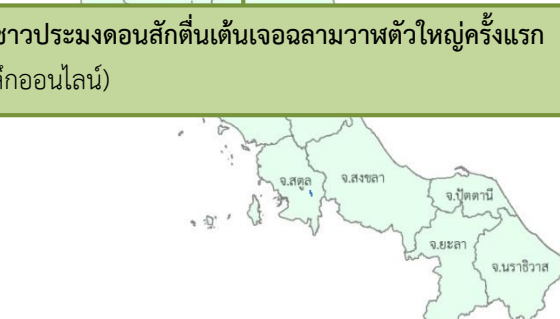 ชาวประมงดอนสักตื่นเต้นเจอฉลามวาฬตัวใหญ่ครั้งแรก
ออนไลน์)
จ.สตูล
จ.สงขลา
จ.ปัตตานี
จ.ยะลา
จ.นราธิวาส